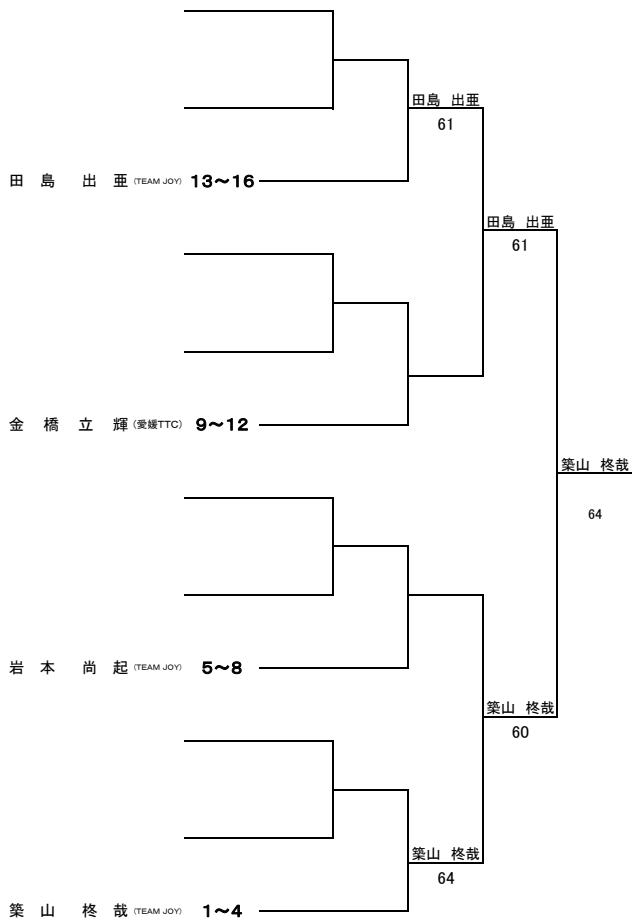 田島 出亜
61
田 島 出 亜 (TEAM JOY) 13~16
田島 出亜
61
金 橋 立 輝 (愛媛TTC) 9~12
築山 柊哉
64
岩 本 尚 起 (TEAM JOY) 5~8
築山 柊哉
60
築山 柊哉
64
築 山 柊 哉 (TEAM JOY) 1~4